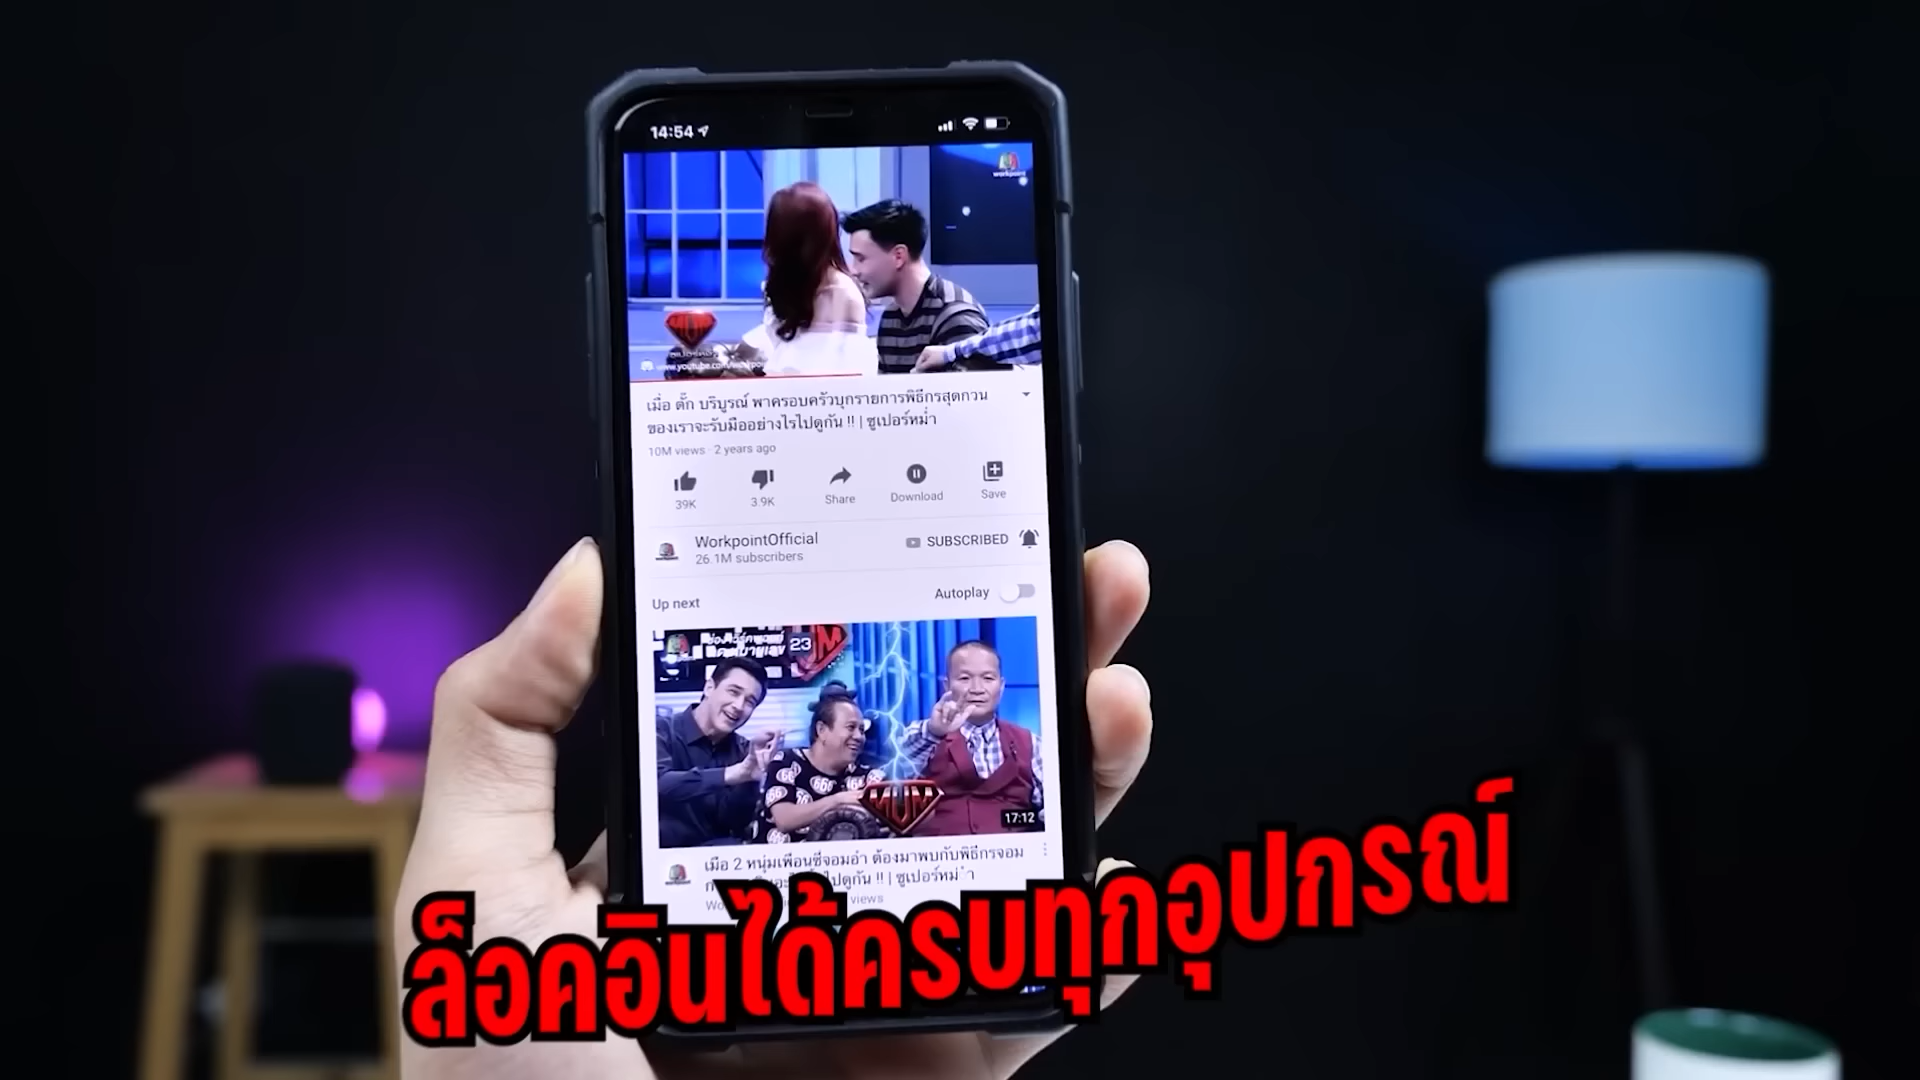 14:54
workpoint
MUM
เมื่อ ตั๊ก บริบูรณ์ พาครอบครัวบุกรายการพิธีกรสุดกวน
ของเราจะรับมืออย่างไรไปดูกัน !! | ซูเปอร์หม่ำ
10M views · 2 years ago
39K
3.9K
Share
Download
Save
WorkpointOfficial
26.1M subscribers
SUBSCRIBED
Up next
Autoplay
23
MUM
17:12
เมื่อ 2 หนุ่มเพื่อนซี้จอมอำ ต้องมาพบกับพิธีกรจอม
ไปดูกัน !! | ซูเปอร์หม่ำ
views
ล็อคอินได้ครบทุกอุปกรณ์